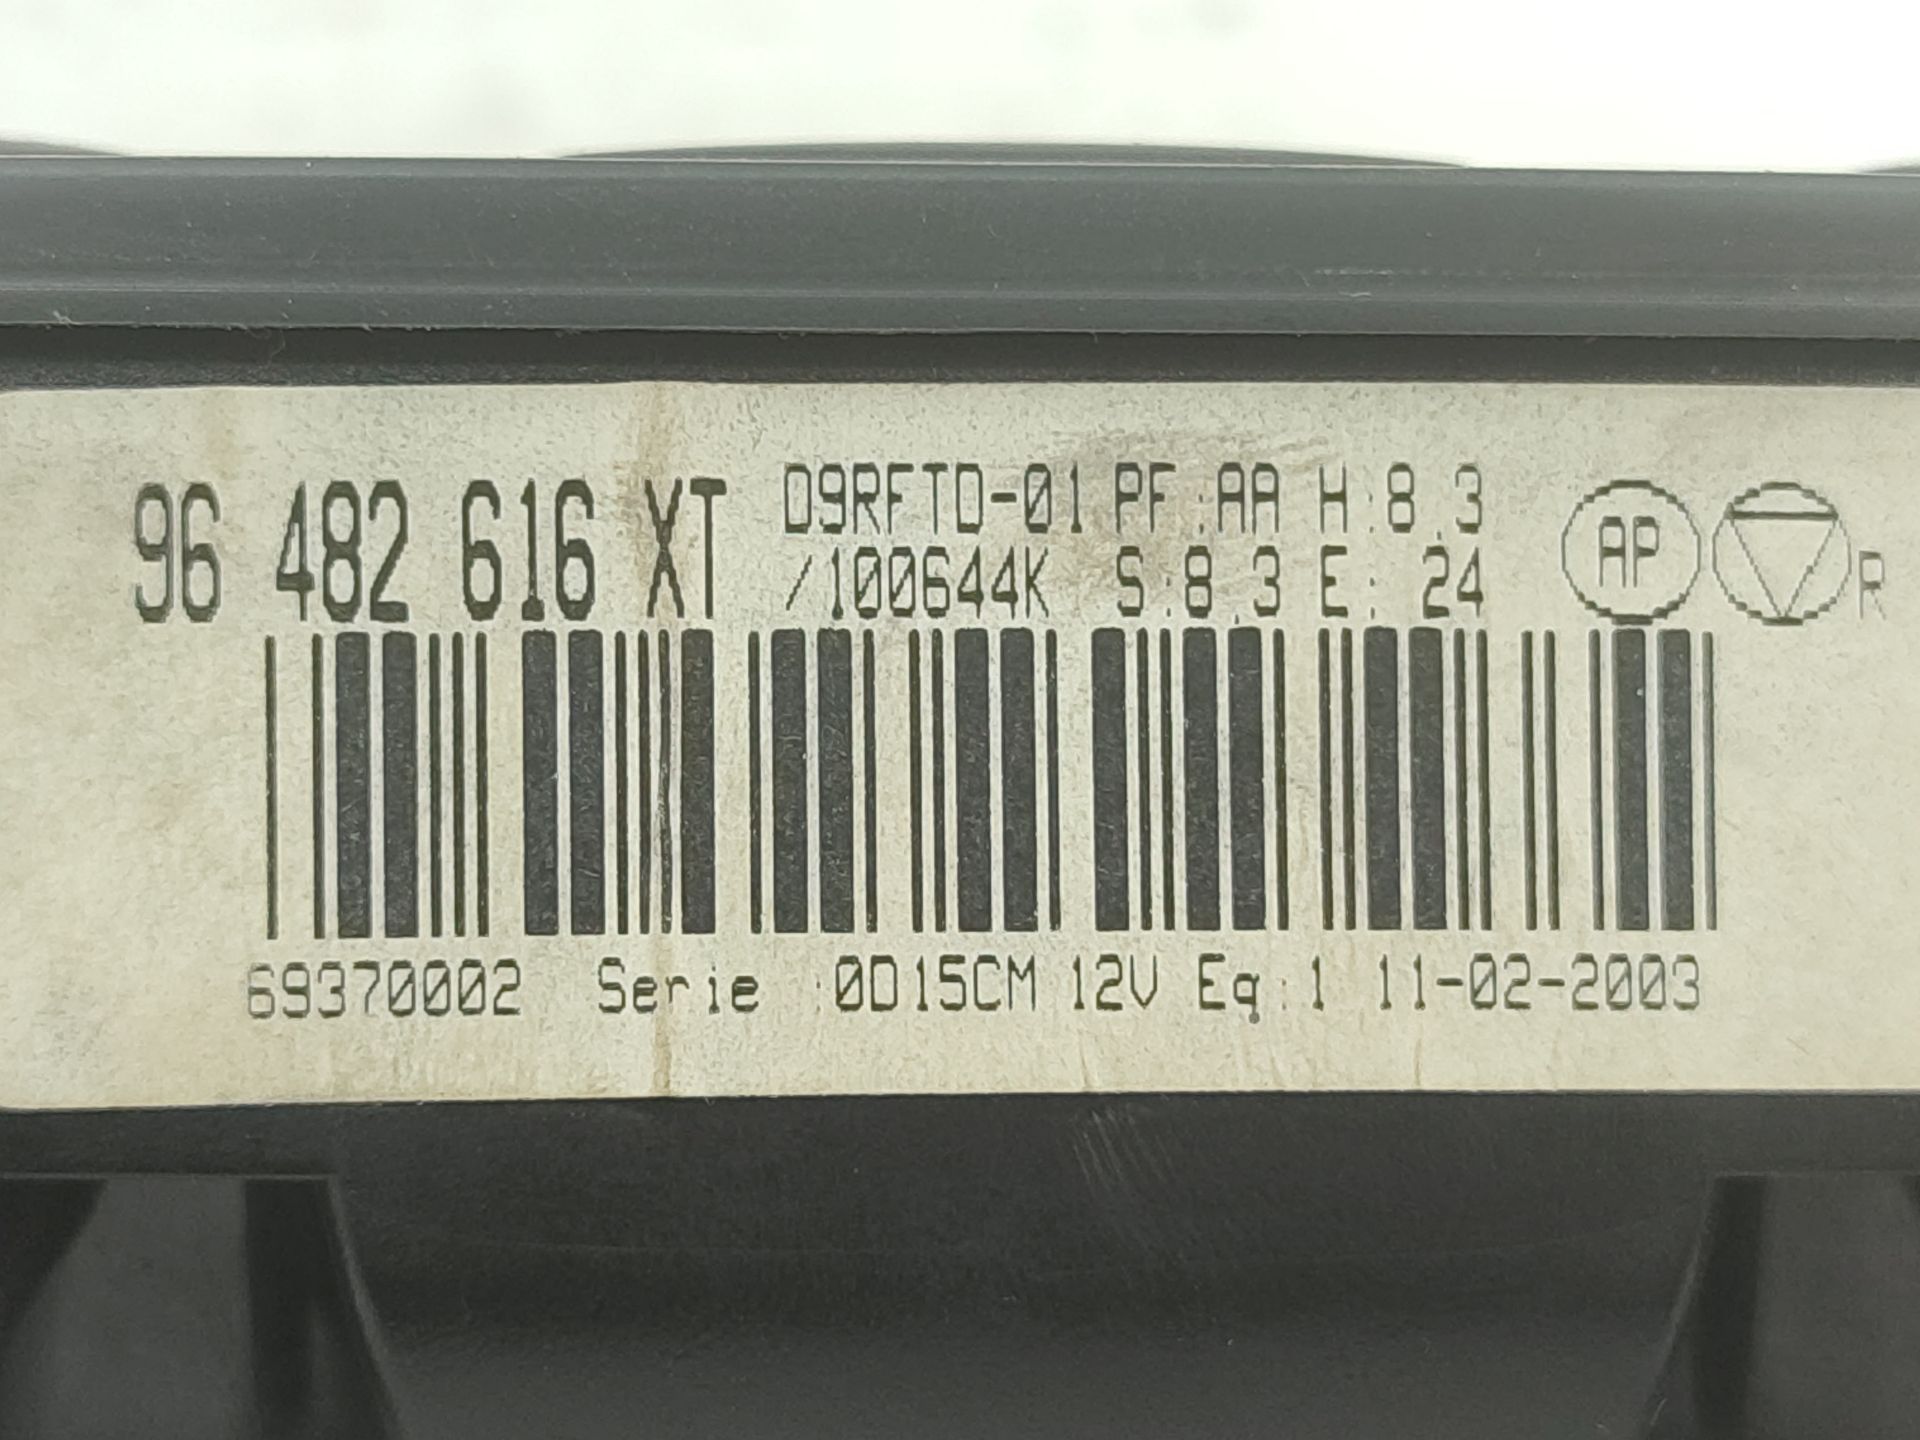 96 482 616 XT D9RFTD-01 PF:AA H:8.3
/100644K S:8.3 E: 24
AP
R
69370002 Serie :0D15CM 12V Eq:1 11-02-2003